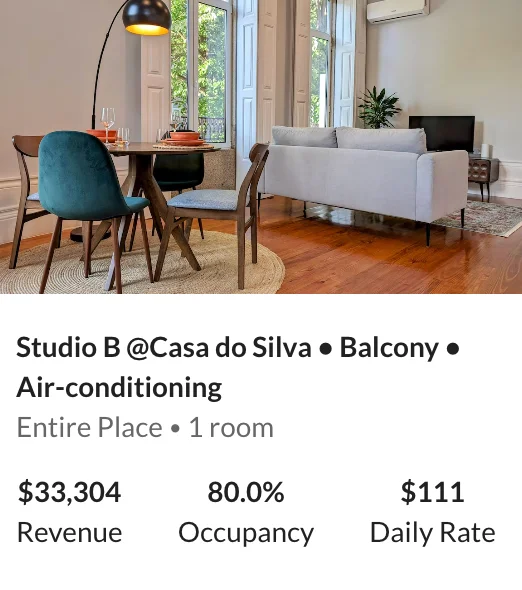 Studio B @Casa do Silva ● Balcony ●
Air-conditioning
Entire Place • 1 room
$33,304 80.0% $111
Revenue Occupancy Daily Rate